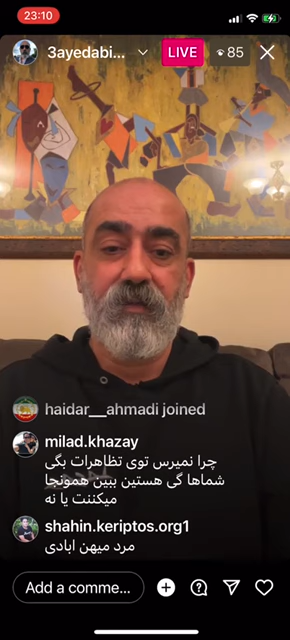 23:10
3ayedabi...
LIVE
85
haidar__ahmadi joined
milad.khazay
چرا نمیرس توی تظاهرات بگی
شماها گی هستین ببین همونجا
میکننت یا نه
shahin.keriptos.org1
مرد میهن ابادی
Add a comme...